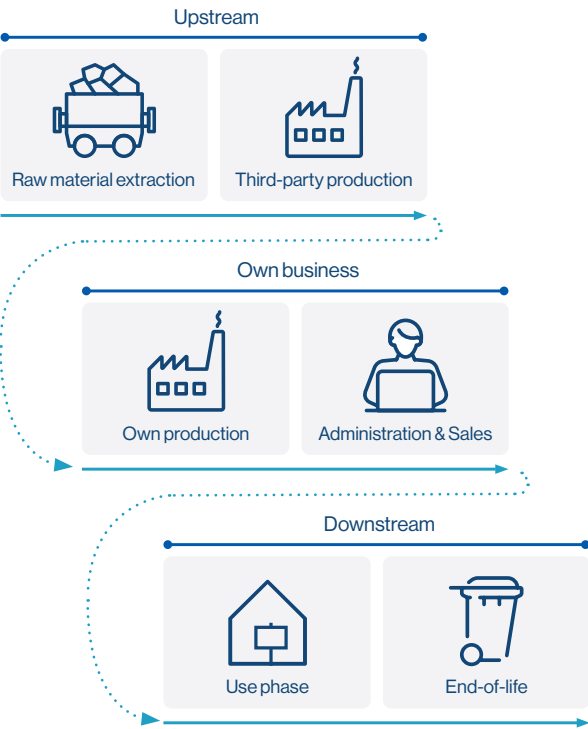 Upstream
Raw material extraction
Third-party production
Own business
Own production
Administration & Sales
Downstream
Use phase
End-of-life